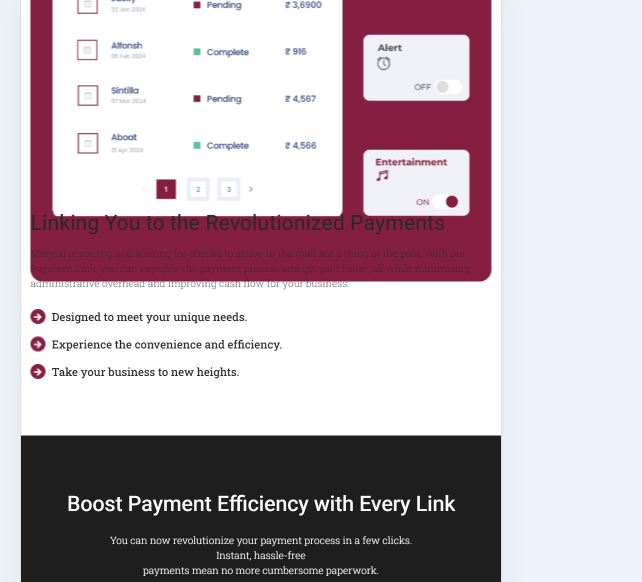 22 Jan 2024
Pending
₹ 3,6900
Alfonsh
05 Feb 2024
Complete
₹ 916
Sintilla
07 Mar 2024
Pending
₹ 4,567
Aboat
21 Apr 2024
Complete
₹ 4,566
< 1 2 3 >
Alert
OFF
Entertainment
ON
Linking You to the Revolutionized Payments
Manual invoicing and waiting for checks to arrive in the mail are a thing of the past. With our
Payment Link, you can expedite the payment process and get paid faster, all while minimizing
administrative overhead and improving cash flow for your business.
Designed to meet your unique needs.
Experience the convenience and efficiency.
Take your business to new heights.
Boost Payment Efficiency with Every Link
You can now revolutionize your payment process in a few clicks.
Instant, hassle-free
payments mean no more cumbersome paperwork.